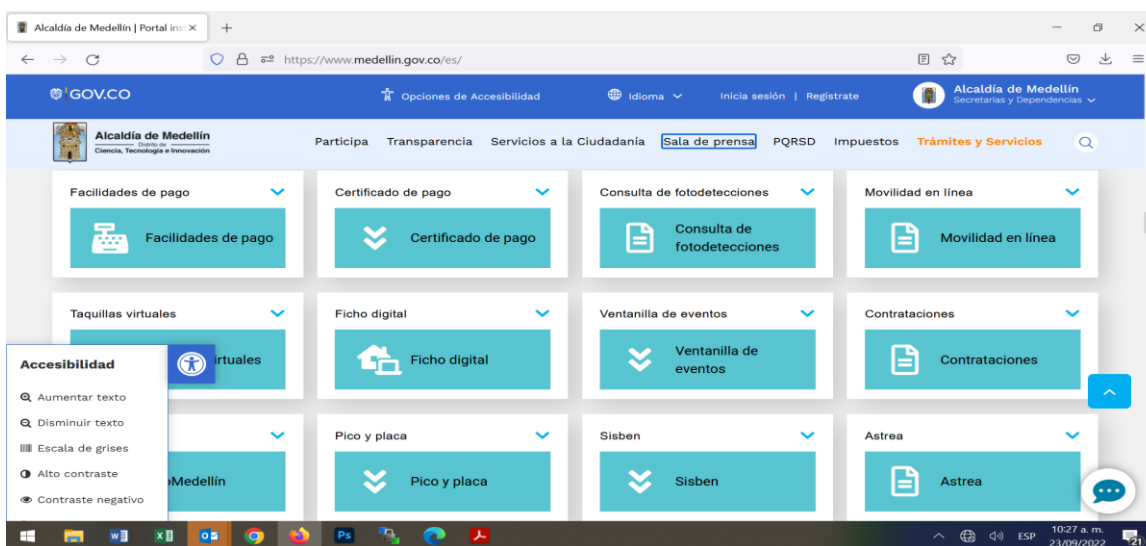 Alcaldía de Medellín | Portal inst
https://www.medellin.gov.co/es/
GOV.CO
Opciones de Accesibilidad
Idioma
Inicia sesión | Regístrate
Alcaldía de Medellín
Secretarias y Dependencias
Alcaldía de Medellín
Distrito de
Ciencia, Tecnología e Innovación
Participa Transparencia Servicios a la Ciudadanía Sala de prensa PQRSD Impuestos Trámites y Servicios
Facilidades de pago
Facilidades de pago
Certificado de pago
Certificado de pago
Consulta de fotodetecciones
Consulta de
fotodetecciones
Movilidad en línea
Movilidad en línea
Taquillas virtuales
irtuales
Ficho digital
Ficho digital
Ventanilla de eventos
Ventanilla de
eventos
Contrataciones
Contrataciones
Accesibilidad
Aumentar texto
Disminuir texto
Escala de grises
Alto contraste
Contraste negativo
Medellín
Pico y placa
Pico y placa
Sisben
Sisben
Astrea
Astrea
Ps
ESP
10:27 a. m.
23/09/2022
21